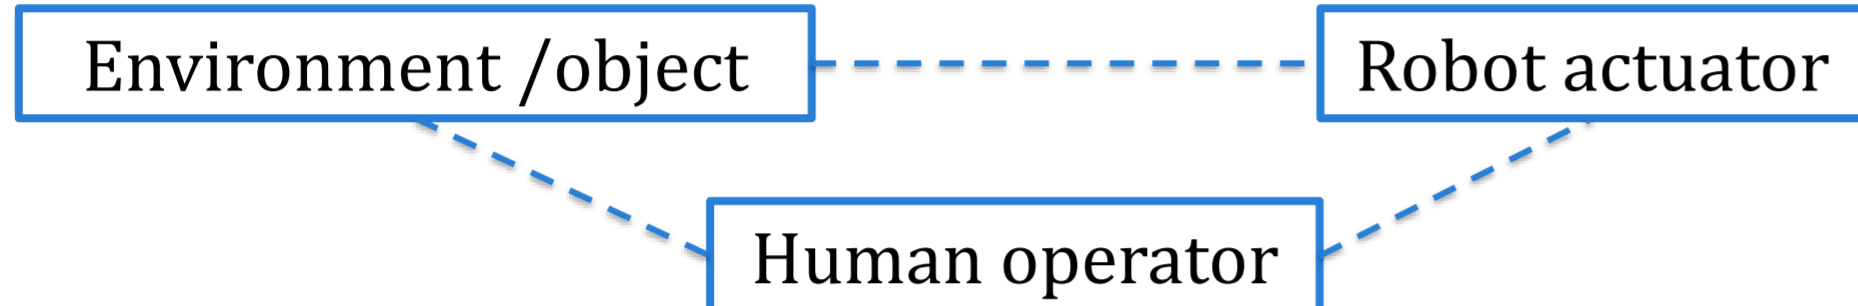 Environment /object
Robot actuator
Human operator